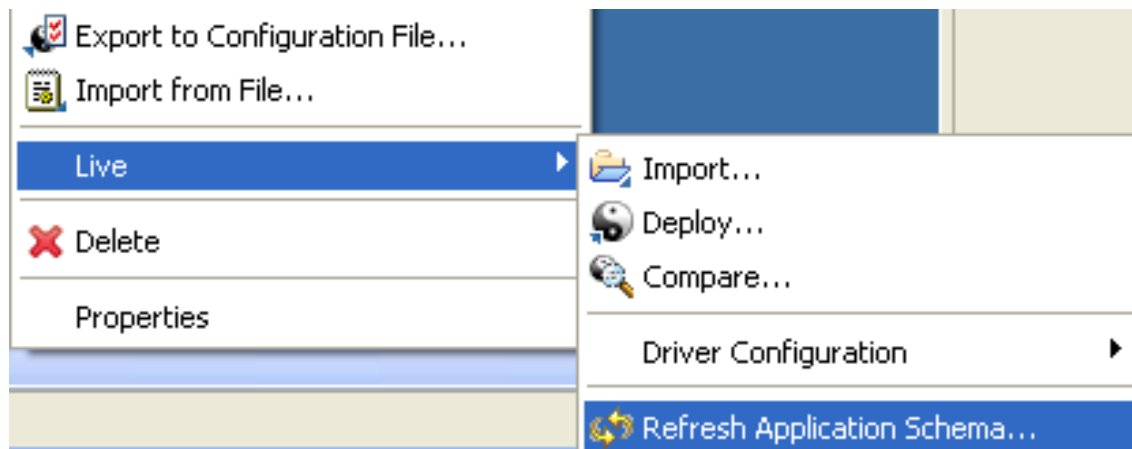 Export to Configuration File...
Import from File...
Live
Delete
Properties
Import...
Deploy...
Compare...
Driver Configuration
Refresh Application Schema...